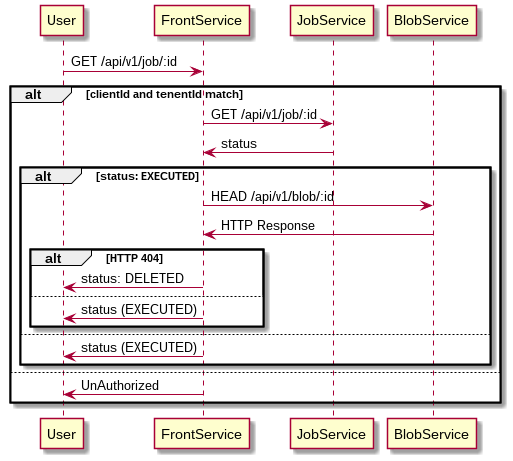 User FrontService JobService BlobService
GET /api/v1/job/:id
alt [clientId and tenentId match]
GET /api/v1/job/:id
status
alt [status: EXECUTED]
HEAD /api/v1/blob/:id
HTTP Response
alt [HTTP 404]
status: DELETED
status (EXECUTED)
status (EXECUTED)
UnAuthorized
User FrontService JobService BlobService